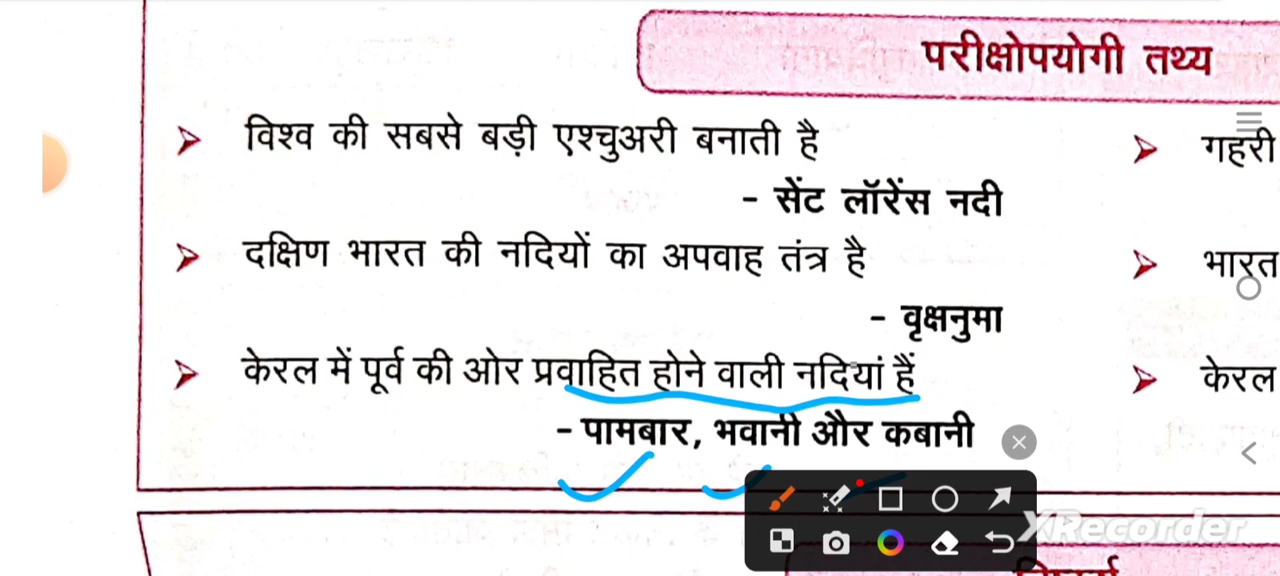 परीक्षोपयोगी तथ्य
विश्व की सबसे बड़ी एश्चुअरी बनाती है
- सेंट लॉरेंस नदी
दक्षिण भारत की नदियों का अपवाह तंत्र है
- वृक्षनुमा
केरल में पूर्व की ओर प्रवाहित होने वाली नदियां हैं
- पामबार, भवानी और कबानी
गहरी
भारत
केरल
XRecorder